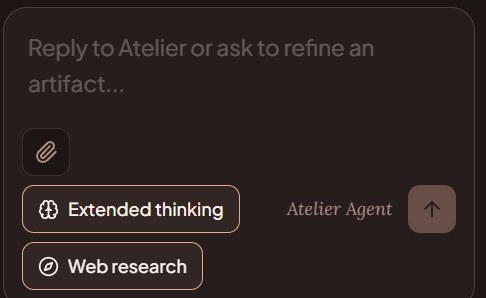 Reply to Atelier or ask to refine an
artifact...
Extended thinking
Atelier Agent
Web research